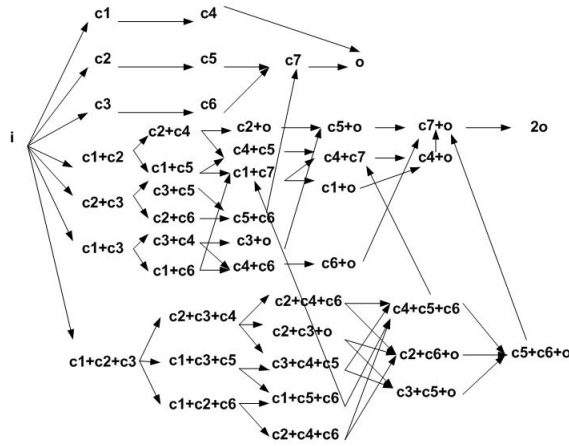 c1 c4
c2 c5 c7 o
c3 c6
i
c2+c4 c2+o c5+o c7+o 2o
c1+c2 c4+c5 c4+c7 c4+o
c1+c5 c1+c7
c3+c5 c1+o
c2+c3
c2+c6 c5+c6
c1+c3 c3+c4 c3+o
c1+c6 c4+c6 c6+o
c2+c4+c6
c2+c3+c4 c4+c5+c6
c2+c3+o
c1+c2+c3 c1+c3+c5 c3+c4+c5 c2+c6+o c5+c6+o
c3+c5+o
c1+c2+c6 c1+c5+c6
c2+c4+c6